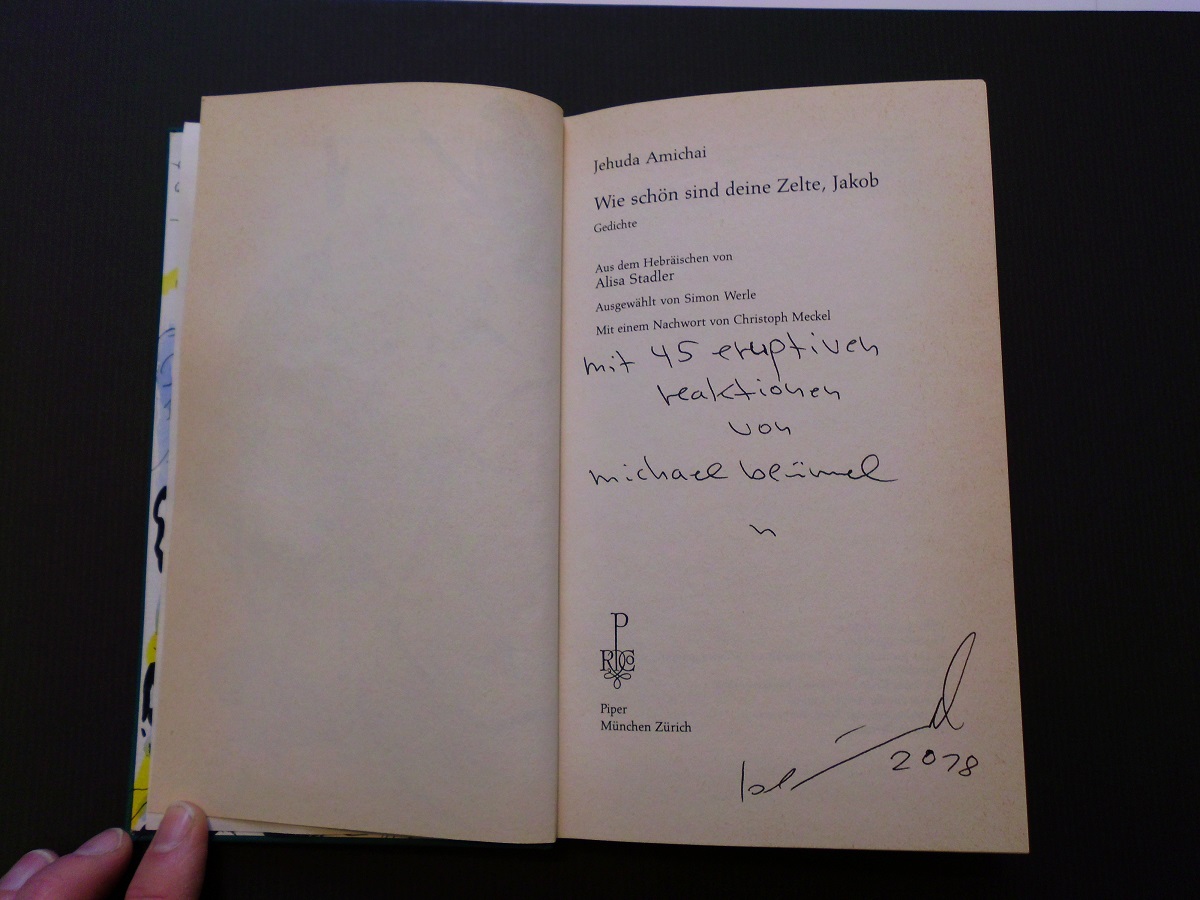 Jehuda Amichai
Wie schön sind deine Zelte, Jakob
Gedichte
Aus dem Hebräischen von
Alisa Stadler
Ausgewählt von Simon Werle
Mit einem Nachwort von Christoph Meckel
mit 45 eruptiven
reaktionen
von
michael blümel
Piper
München Zürich
2018